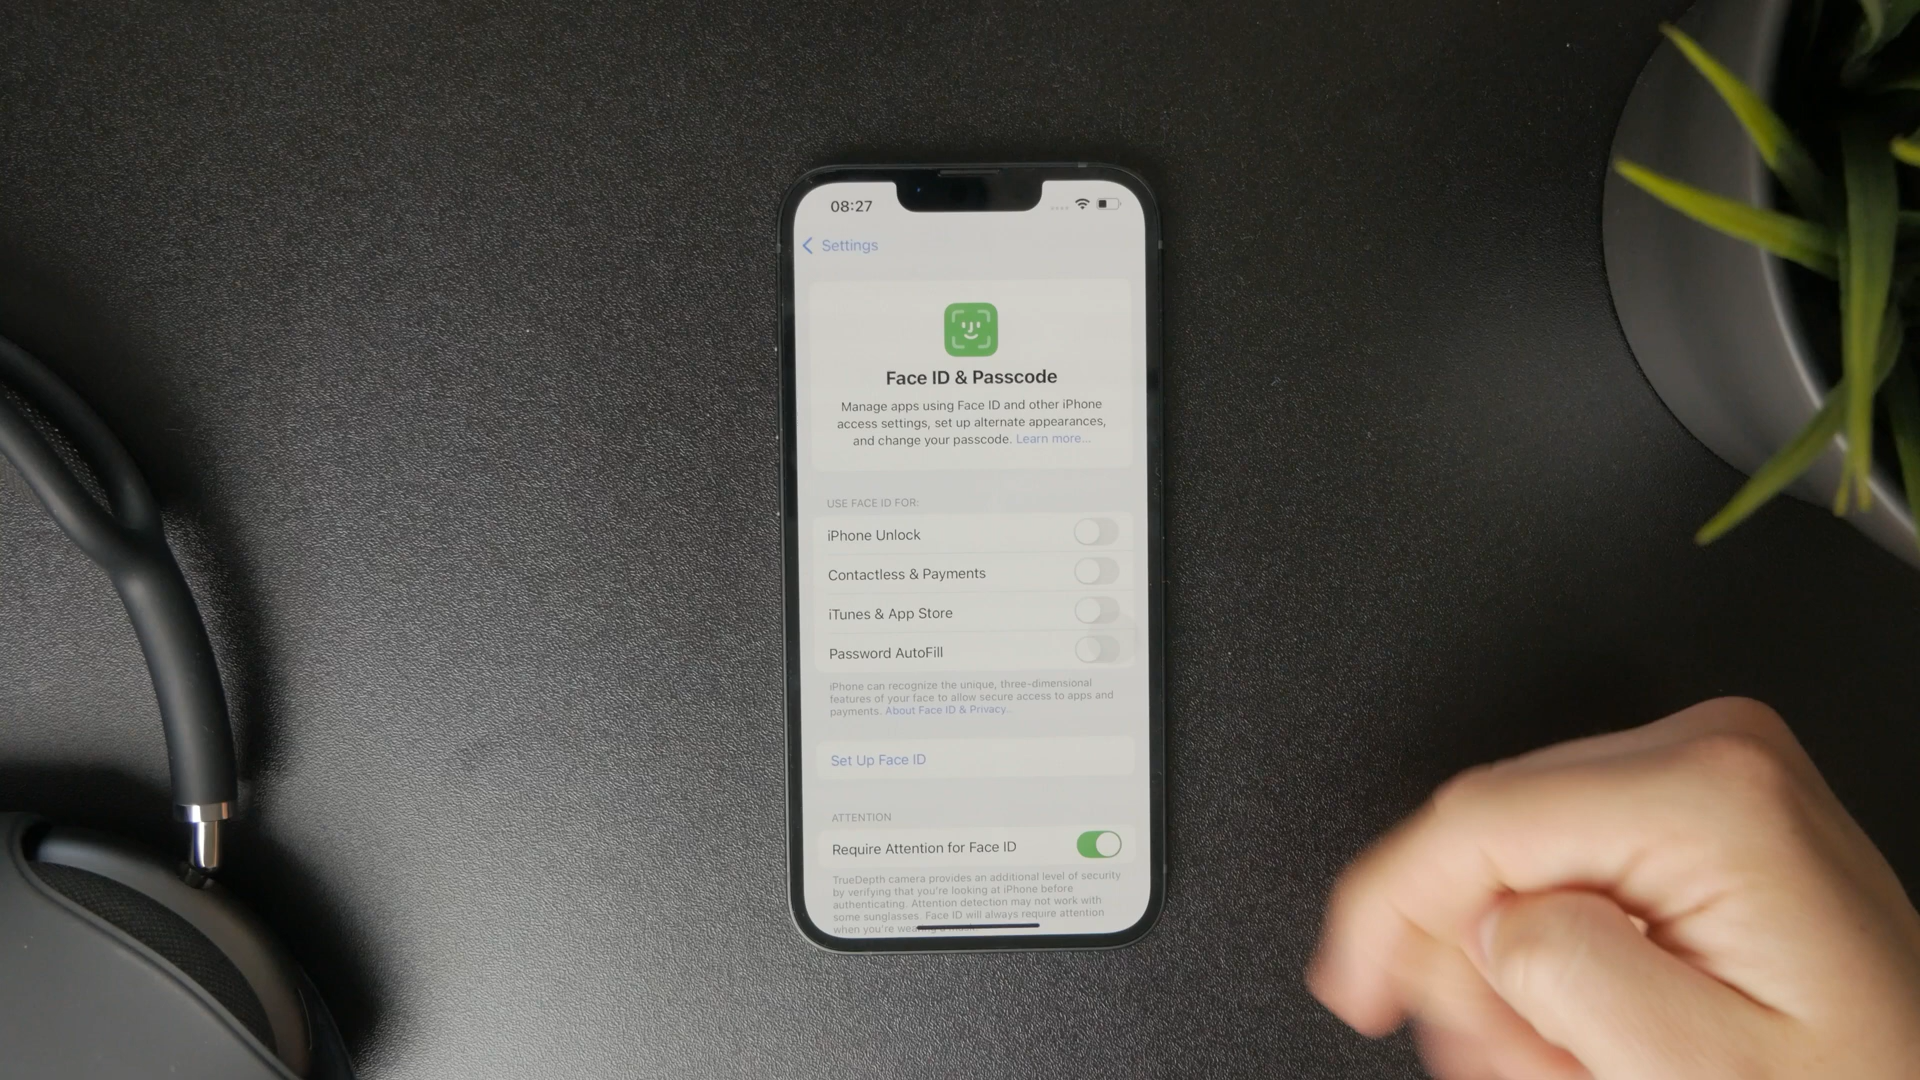 08:27
Settings
Face ID & Passcode
Manage apps using Face ID and other iPhone
access settings, set up alternate appearances,
and change your passcode. Learn more...
USE FACE ID FOR:
iPhone Unlock
Contactless & Payments
iTunes & App Store
Password AutoFill
iPhone can recognize the unique, three-dimensional
features of your face to allow secure access to apps and
payments. About Face ID & Privacy...
Set Up Face ID
ATTENTION
Require Attention for Face ID
TrueDepth camera provides an additional level of security
by verifying that you're looking at iPhone before
authenticating. Attention detection may not work with
some sunglasses. Face ID will always require attention
when you're wearing a mask.